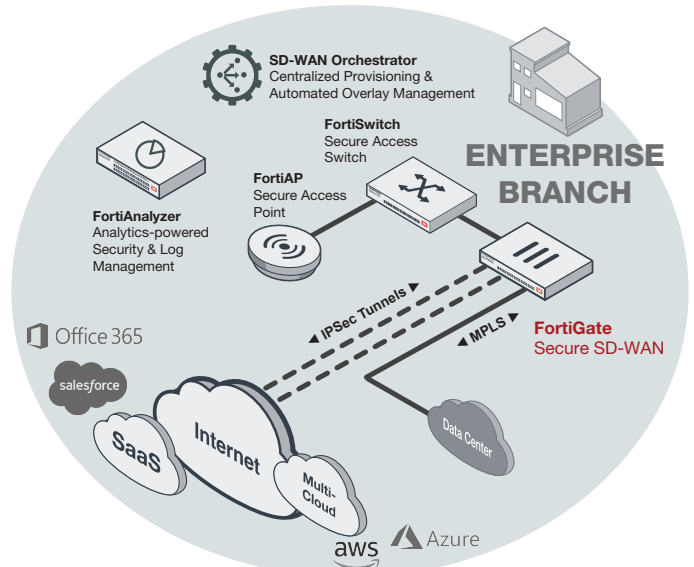 SD-WAN Orchestrator
Centralized Provisioning &
Automated Overlay Management
FortiSwitch
Secure Access
Switch
ENTERPRISE
BRANCH
FortiAP
Secure Access
Point
FortiAnalyzer
Analytics-powered
Security & Log
Management
IPSec Tunnels
MPLS
FortiGate
Secure SD-WAN
Office 365
salesforce
SaaS
Internet
Multi-
Cloud
Data Center
aws
Azure